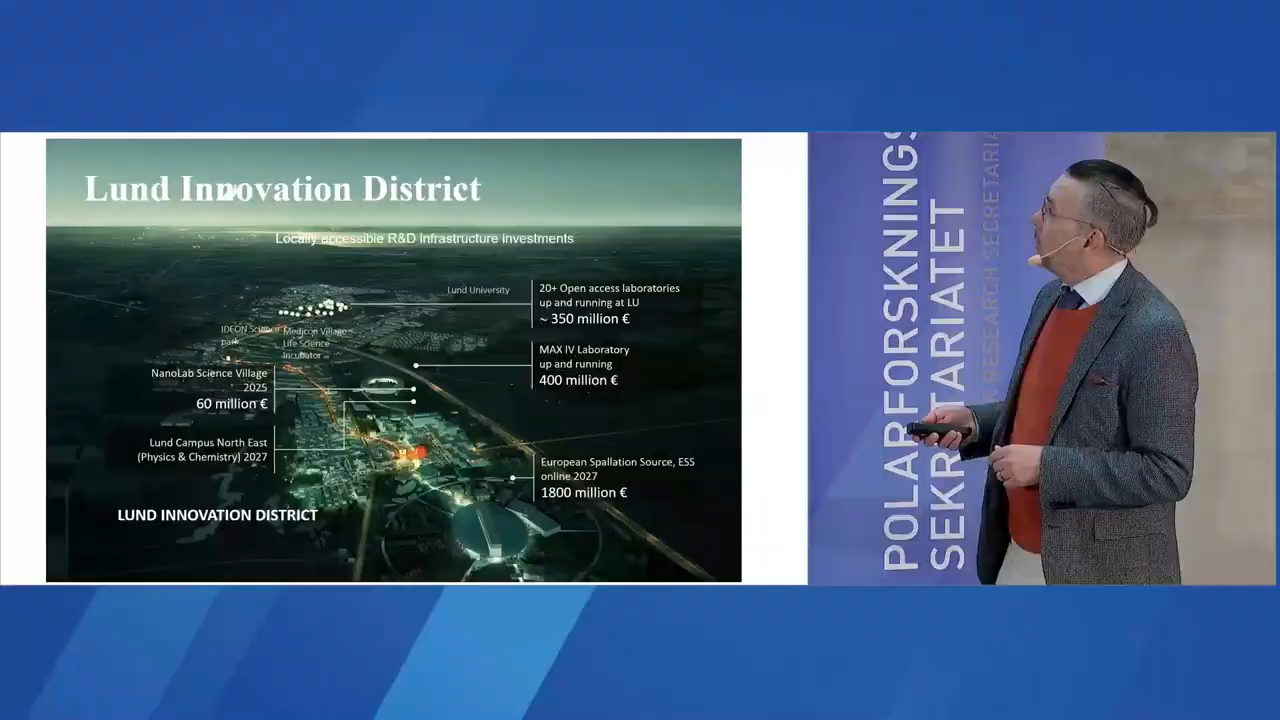 Lund Innovation District
Locally accessible R&D infrastructure investments
Lund University
20+ Open access laboratories
up and running at LU
~ 350 million €
IDEON Science
park
Medicon Village –
Life Science
Incubator
MAX IV Laboratory
up and running
400 million €
NanoLab Science Village
2025
60 million €
Lund Campus North East
(Physics & Chemistry) 2027
European Spallation Source, ESS
online 2027
1800 million €
LUND INNOVATION DISTRICT
POLARFORSKNINGS
SEKRETARIATET
RESEARCH SECRETARIA